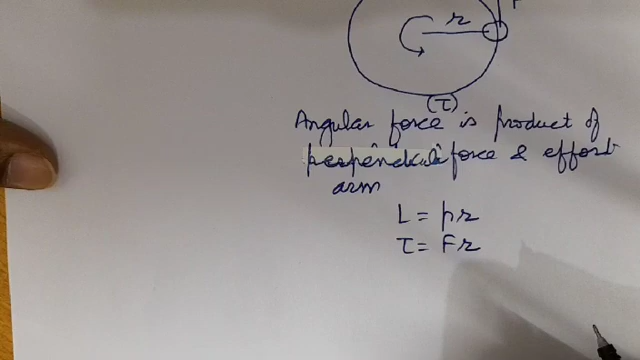 r
F
(τ)
Angular force is product of
perpendicular force & effort
arm
L = pr
τ = Fr